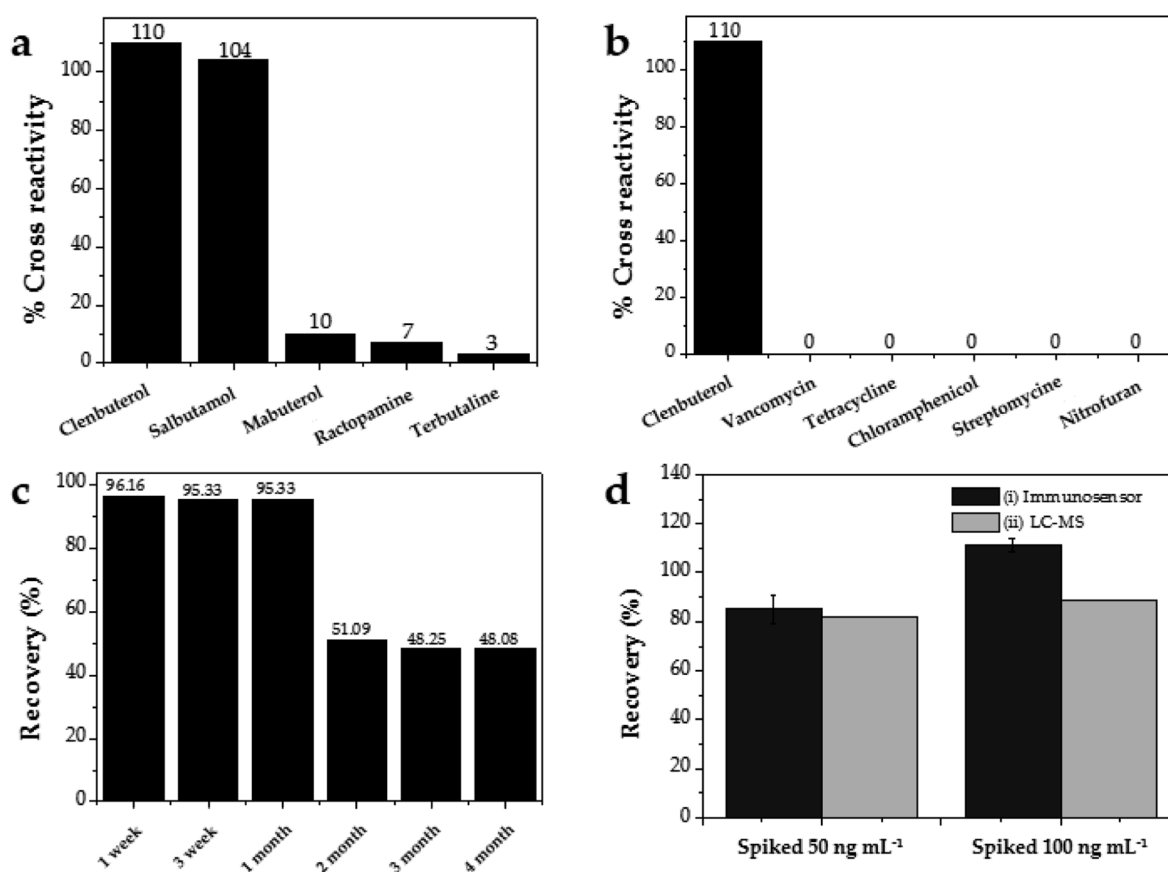 a
% Cross reactivity
100
80
60
40
20
0
110
104
10
7
3
Clenbuterol
Salbutamol
Mabuterol
Ractopamine
Terbutaline
b
% Cross reactivity
100
80
60
40
20
0
110
0
0
0
0
0
Clenbuterol
Vancomycin
Tetracycline
Chloramphenicol
Streptomycine
Nitrofuran
c
Recovery (%)
100
80
60
40
20
0
96.16
95.33
95.33
51.09
48.25
48.08
1 week
3 week
1 month
2 month
3 month
4 month
d
Recovery (%)
140
120
100
80
60
40
20
0
(i) Immunosensor
(ii) LC-MS
Spiked 50 ng mL⁻¹
Spiked 100 ng mL⁻¹